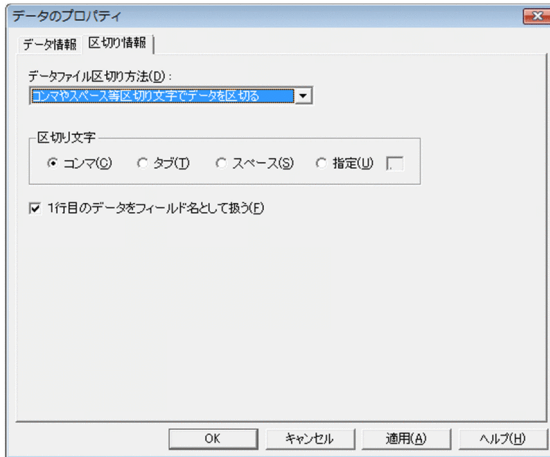 データのプロパティ
データ情報 区切り情報
データファイル区切り方法(D):
コンマやスペース等区切り文字でデータを区切る
区切り文字
コンマ(C) タブ(T) スペース(S) 指定(U)
1行目のデータをフィールド名として扱う(F)
OK キャンセル 適用(A) ヘルプ(H)